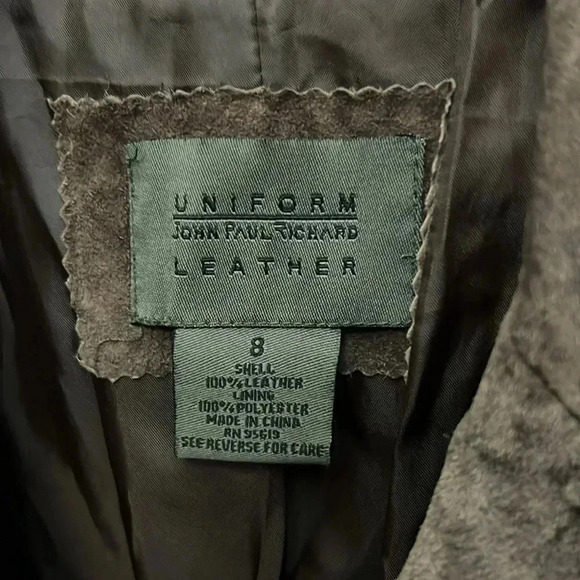 UNIFORM
JOHN PAUL RICHARD
LEATHER
8
SHELL
100% LEATHER
LINING
100% POLYESTER
MADE IN CHINA
RN 95619
SEE REVERSE FOR CARE